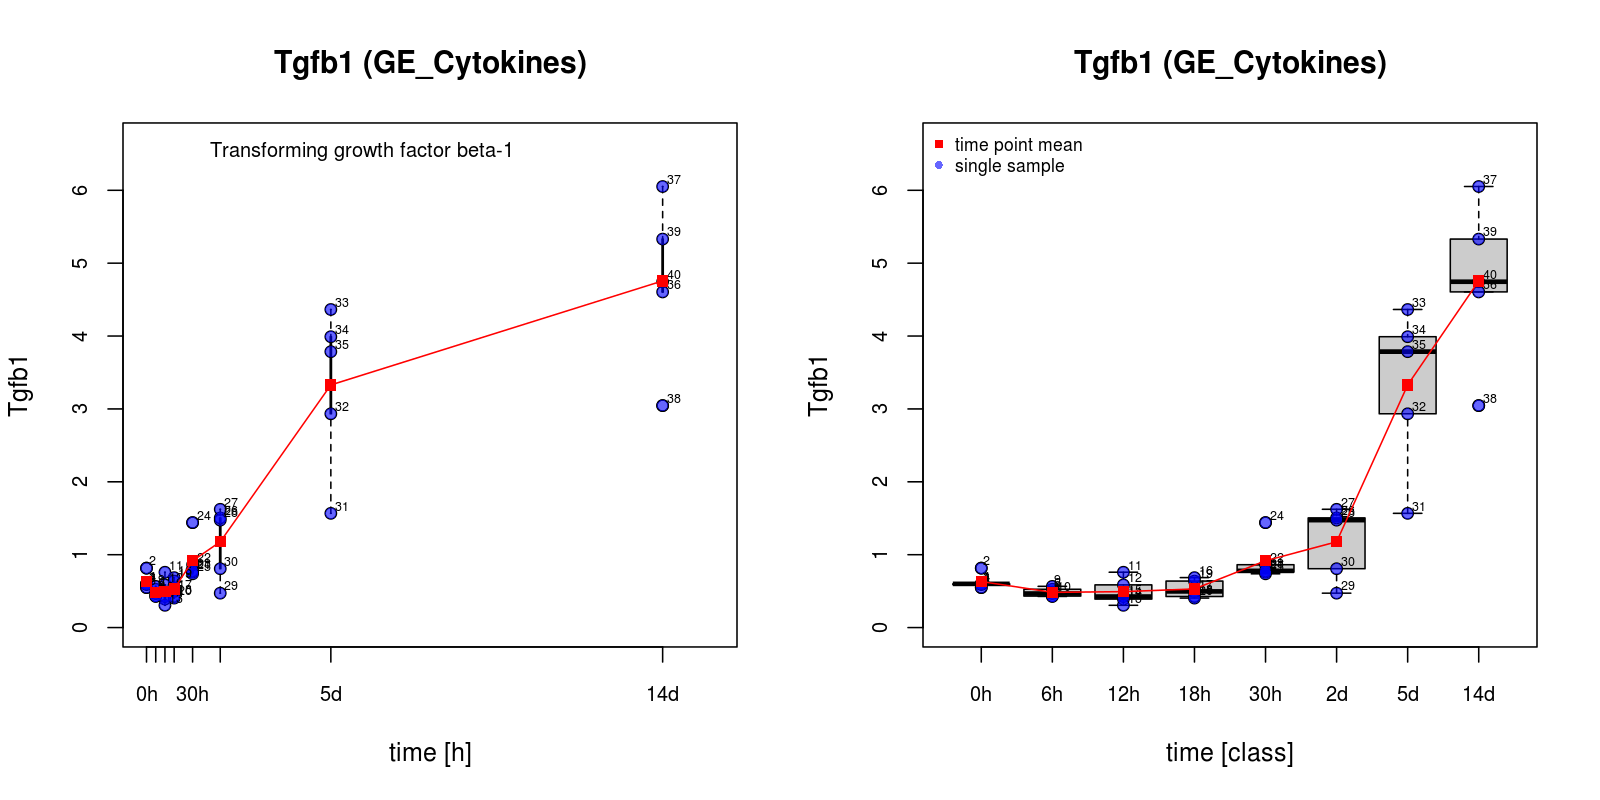 Tgfb1 (GE_Cytokines)
Transforming growth factor beta-1
Tgfb1
6
5
4
3
2
1
0
37
39
40
36
38
33
34
35
32
31
27
30
29
24
2
11
0h
30h
5d
14d
time [h]
Tgfb1 (GE_Cytokines)
time point mean
single sample
Tgfb1
6
5
4
3
2
1
0
37
39
40
36
38
33
34
35
32
31
27
30
29
24
2
10
11
12
16
0h
6h
12h
18h
30h
2d
5d
14d
time [class]